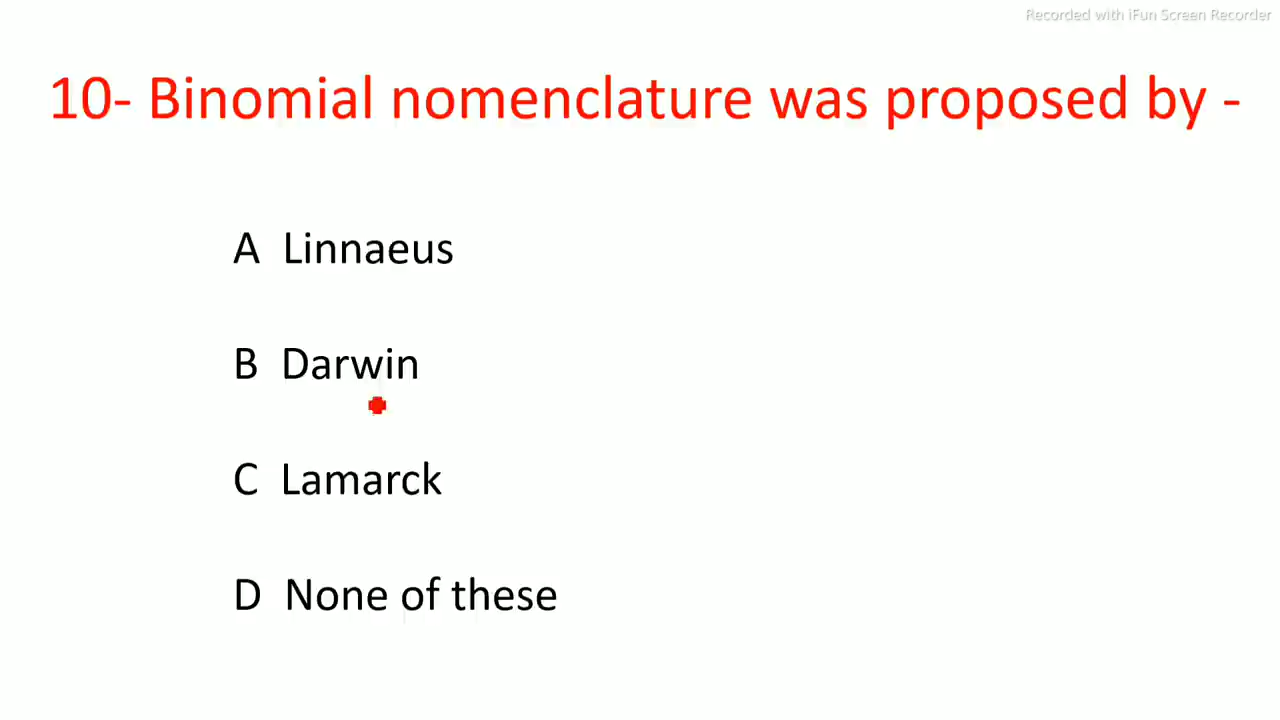 Recorded with iFun Screen Recorder
10- Binomial nomenclature was proposed by -
A Linnaeus
B Darwin
C Lamarck
D None of these